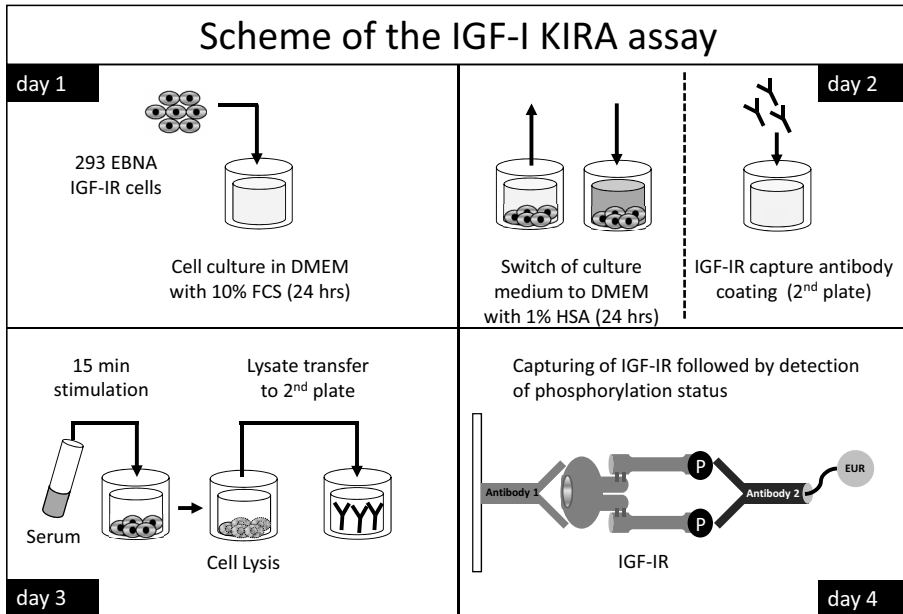 Scheme of the IGF-I KIRA assay
day 1
293 EBNA
IGF-IR cells
Cell culture in DMEM
with 10% FCS (24 hrs)
day 2
Switch of culture
medium to DMEM
with 1% HSA (24 hrs)
IGF-IR capture antibody
coating (2nd plate)
15 min
stimulation
Lysate transfer
to 2nd plate
Serum
Cell Lysis
day 3
Capturing of IGF-IR followed by detection
of phosphorylation status
Antibody 1
P
P
Antibody 2
EUR
IGF-IR
day 4